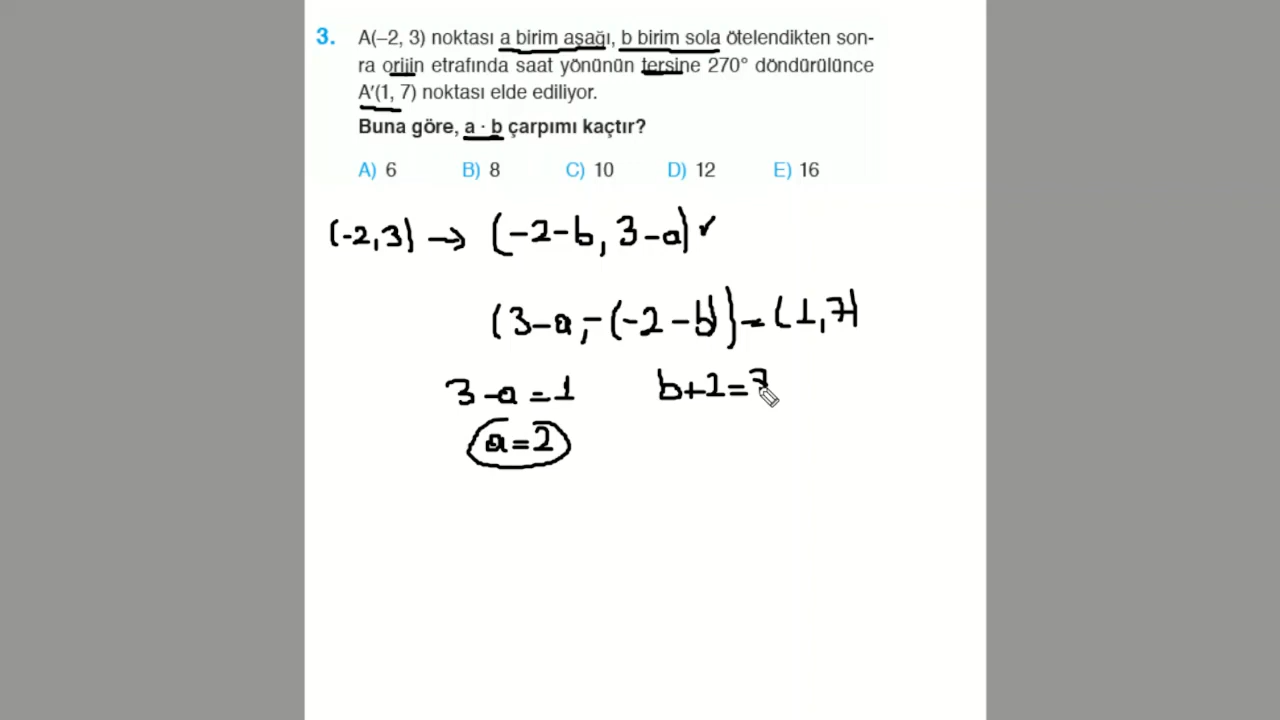 3. A(–2, 3) noktası a birim aşağı, b birim sola ötelendikten son-
ra orijin etrafında saat yönünün tersine 270° döndürülünce
A′(1, 7) noktası elde ediliyor.
Buna göre, a · b çarpımı kaçtır?
A) 6 B) 8 C) 10 D) 12 E) 16
(-2,3) → (-2-b, 3-a) ✓
(3-a, -(-2-b)) = (1,7)
3-a=1 b+2=7
a=2